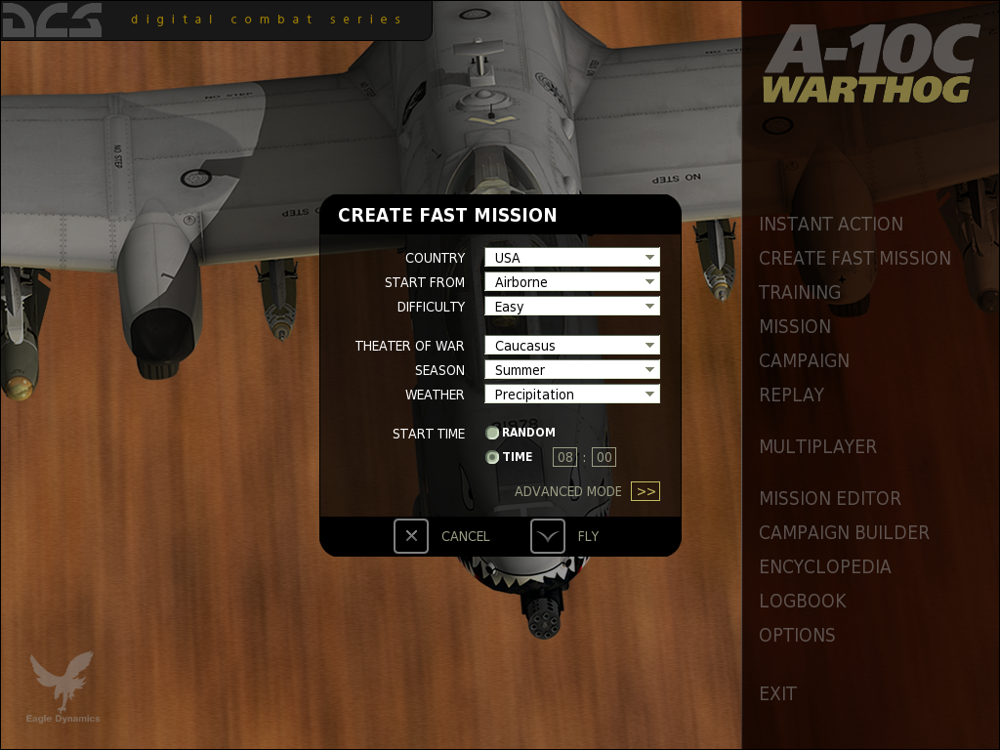 DCS digital combat series
A-10C
WARTHOG
NO STEP
NO STEP
NO STEP
CREATE FAST MISSION
COUNTRY USA
START FROM Airborne
DIFFICULTY Easy
THEATER OF WAR Caucasus
SEASON Summer
WEATHER Precipitation
START TIME RANDOM
TIME 08 : 00
ADVANCED MODE >>
CANCEL FLY
INSTANT ACTION
CREATE FAST MISSION
TRAINING
MISSION
CAMPAIGN
REPLAY
MULTIPLAYER
MISSION EDITOR
CAMPAIGN BUILDER
ENCYCLOPEDIA
LOGBOOK
OPTIONS
EXIT
Eagle Dynamics